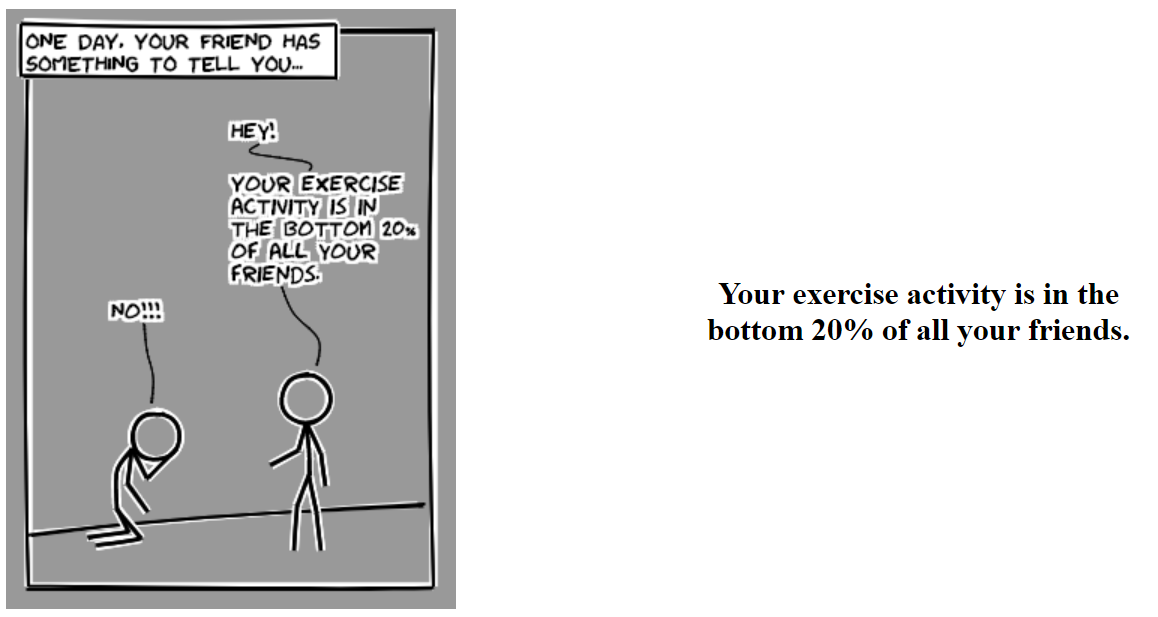 ONE DAY, YOUR FRIEND HAS
SOMETHING TO TELL YOU...
HEY!
YOUR EXERCISE
ACTIVITY IS IN
THE BOTTOM 20%
OF ALL YOUR
FRIENDS.
NO!!!
Your exercise activity is in the
bottom 20% of all your friends.